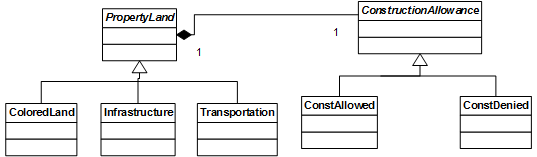 PropertyLand
ConstructionAllowance
1
1
ColoredLand
Infrastructure
Transportation
ConstAllowed
ConstDenied